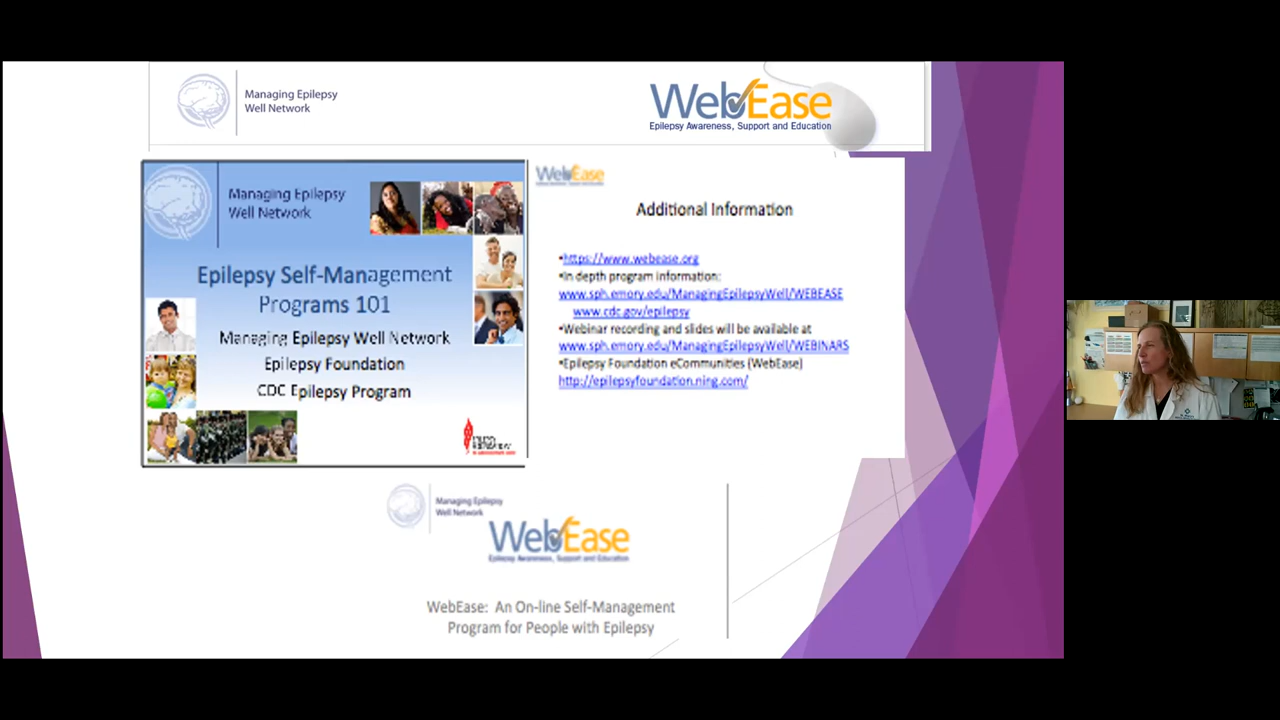 Managing Epilepsy
Well Network
WebEase
Epilepsy Awareness, Support and Education
Managing Epilepsy
Well Network
Epilepsy Self-Management
Programs 101
Managing Epilepsy Well Network
Epilepsy Foundation
CDC Epilepsy Program
WebEase
Additional Information
•https://www.webease.org
•In depth program information:
www.sph.emory.edu/ManagingEpilepsyWell/WEBEASE
www.cdc.gov/epilepsy
•Webinar recording and slides will be available at
www.sph.emory.edu/ManagingEpilepsyWell/WEBINARS
•Epilepsy Foundation eCommunities (WebEase)
http://epilepsyfoundation.ning.com/
Managing Epilepsy
Well Network
WebEase
Epilepsy Awareness, Support and Education
WebEase: An On-line Self-Management
Program for People with Epilepsy